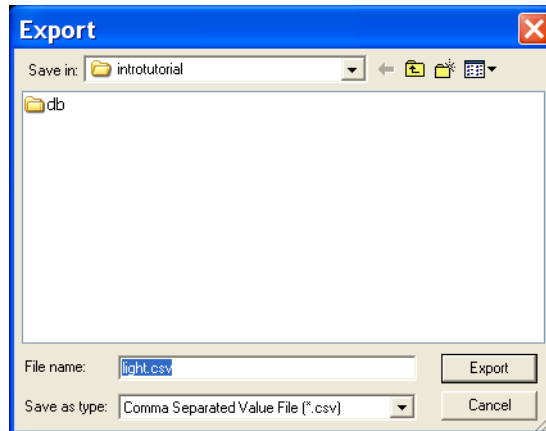 Export
Save in: introtutorial
db
File name: light.csv Export
Save as type: Comma Separated Value File (*.csv) Cancel